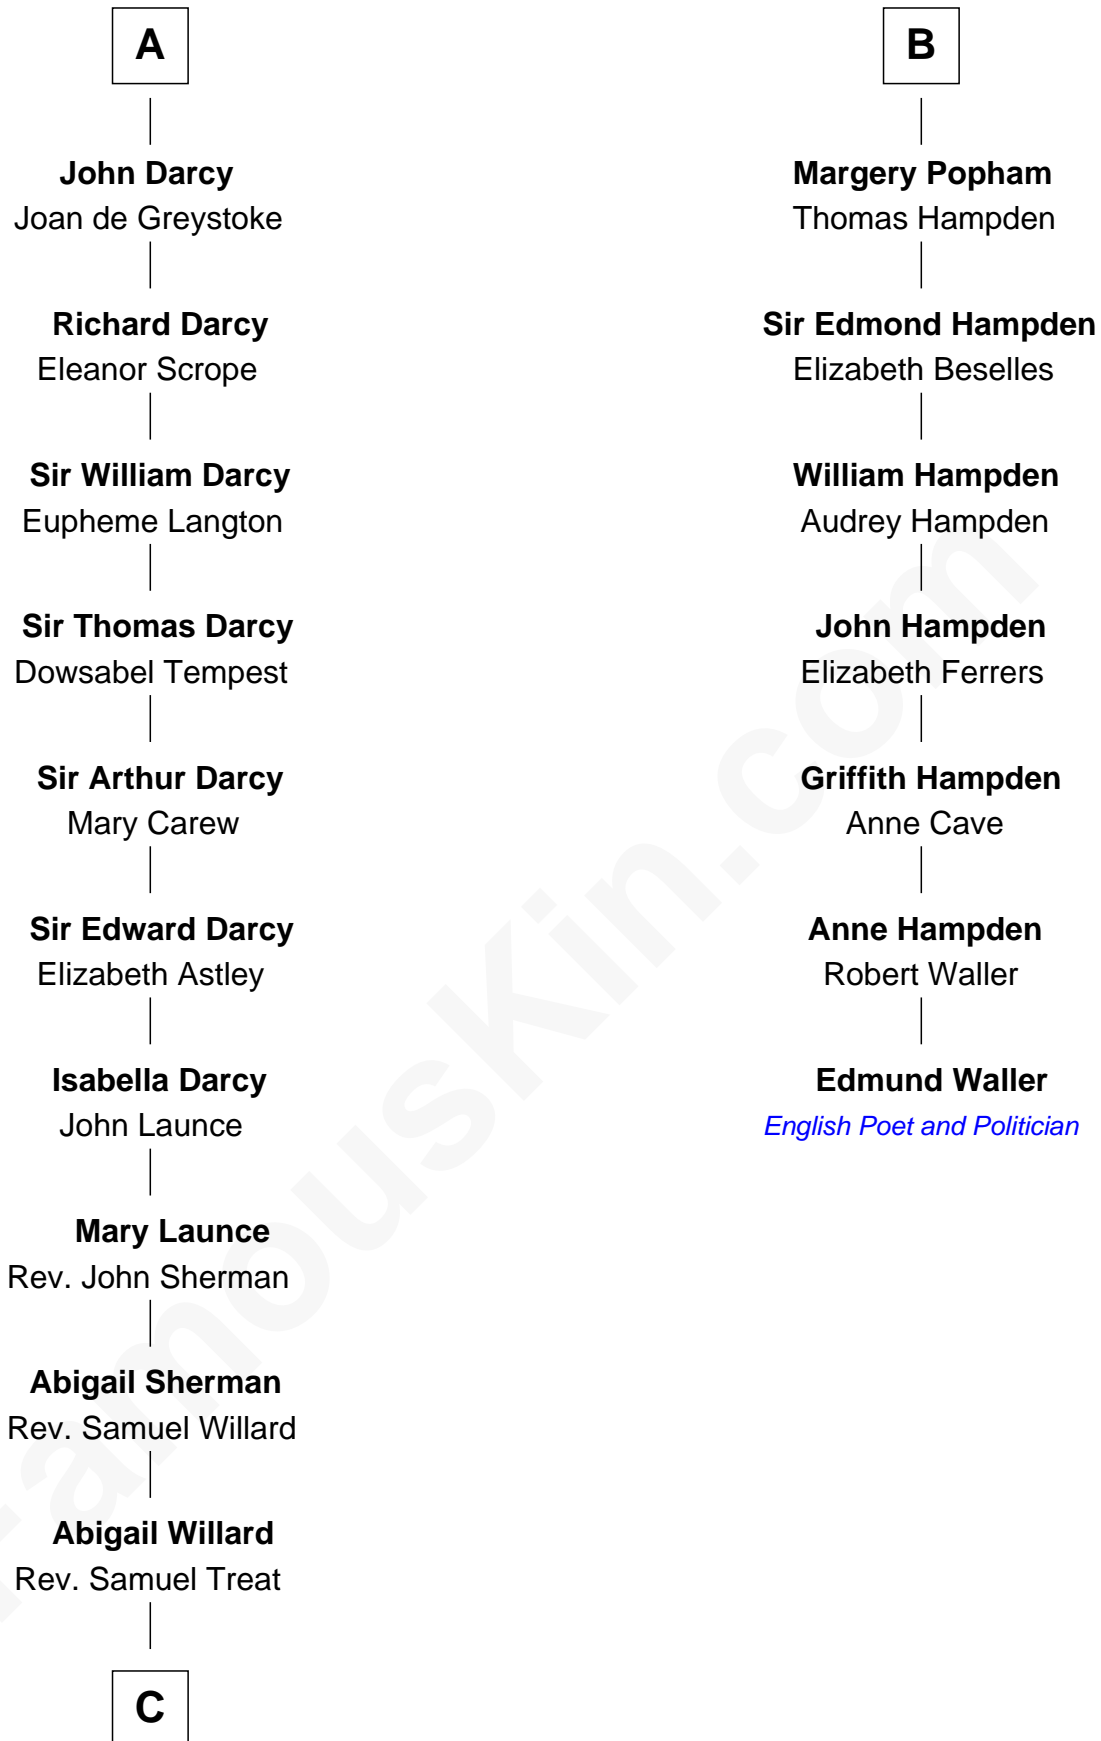 A
John Darcy
Joan de Greystoke
Richard Darcy
Eleanor Scrope
Sir William Darcy
Eupheme Langton
Sir Thomas Darcy
Dowsabel Tempest
Sir Arthur Darcy
Mary Carew
Sir Edward Darcy
Elizabeth Astley
Isabella Darcy
John Launce
Mary Launce
Rev. John Sherman
Abigail Sherman
Rev. Samuel Willard
Abigail Willard
Rev. Samuel Treat
C
B
Margery Popham
Thomas Hampden
Sir Edmond Hampden
Elizabeth Beselles
William Hampden
Audrey Hampden
John Hampden
Elizabeth Ferrers
Griffith Hampden
Anne Cave
Anne Hampden
Robert Waller
Edmund Waller
English Poet and Politician
FamousKin.com